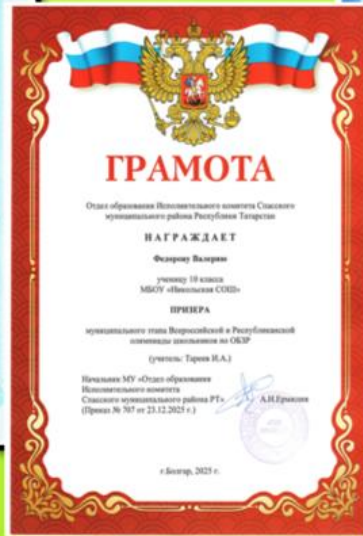 ГРАМОТА
Отдел образования Исполнительного комитета Спасского
муниципального района Республики Татарстан
НАГРАЖДАЕТ
Федорову Валерию
ученицу 10 класса
МБОУ «Никольская СОШ»
ПРИЗЕРА
муниципального этапа Всероссийской и Республиканской
олимпиады школьников по ОБЗР
(учитель: Тареев И.А.)
Начальник МУ «Отдел образования
Исполнительного комитета
Спасского муниципального района РТ» А.И.Ермилин
(Приказ № 707 от 23.12.2025 г.)
г.Болгар, 2025 г.